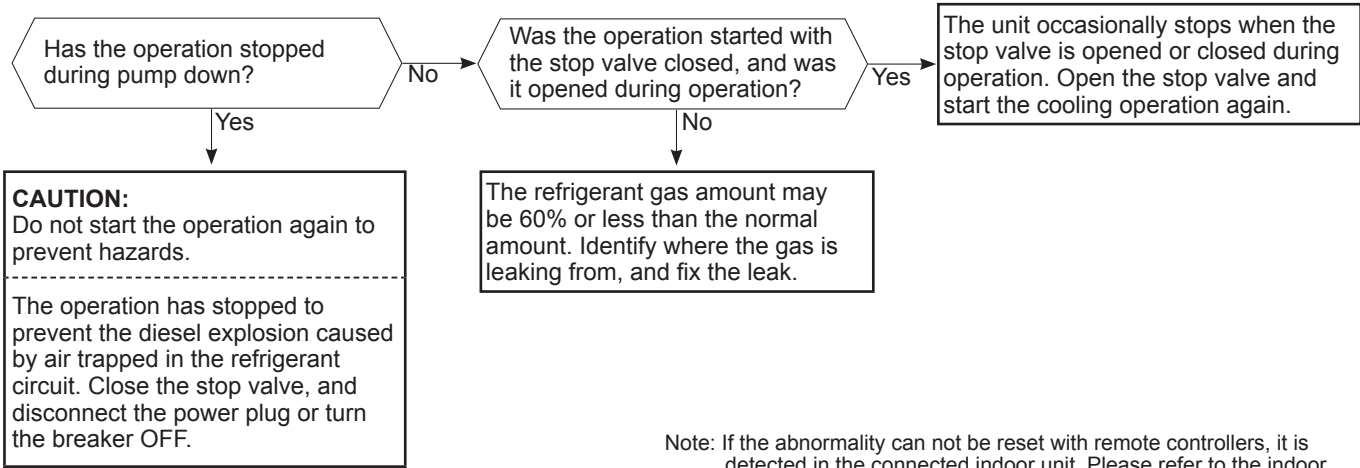 Has the operation stopped
during pump down?
No
Was the operation started with
the stop valve closed, and was
it opened during operation?
Yes
The unit occasionally stops when the
stop valve is opened or closed during
operation. Open the stop valve and
start the cooling operation again.
Yes
No
CAUTION:
Do not start the operation again to
prevent hazards.
The operation has stopped to
prevent the diesel explosion caused
by air trapped in the refrigerant
circuit. Close the stop valve, and
disconnect the power plug or turn
the breaker OFF.
The refrigerant gas amount may
be 60% or less than the normal
amount. Identify where the gas is
leaking from, and fix the leak.
Note: If the abnormality can not be reset with remote controllers, it is
detected in the connected indoor unit. Please refer to the indoor